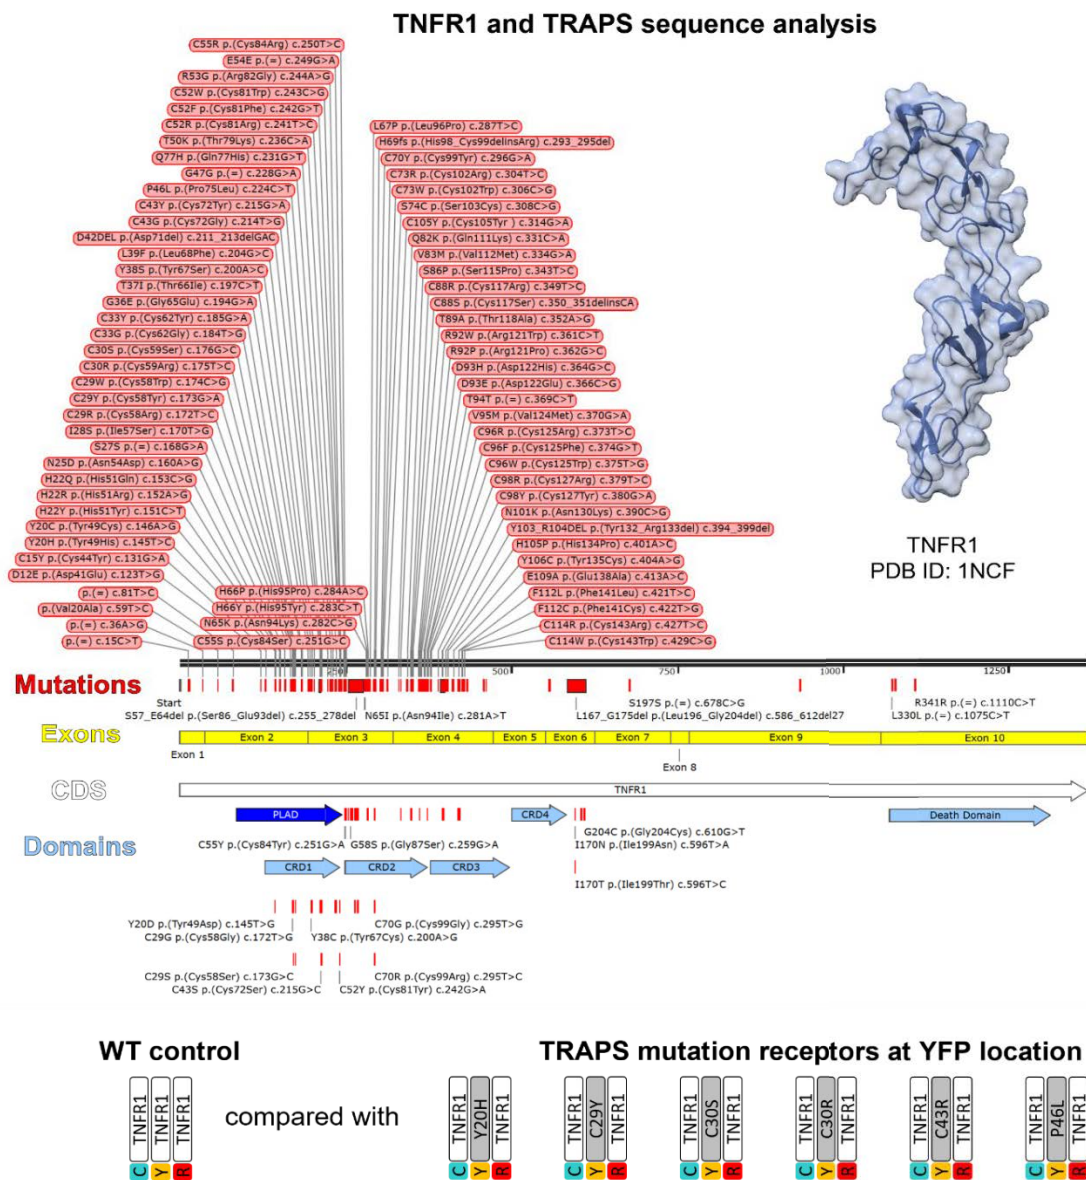 TNFR1 and TRAPS sequence analysis
C55R p.(Cys84Arg) c.250T>C
E54E p.(=) c.249G>A
R53G p.(Arg82Gly) c.244A>G
C52W p.(Cys81Trp) c.243C>G
C52F p.(Cys81Phe) c.242G>T
C52R p.(Cys81Arg) c.241T>C
T50K p.(Thr79Lys) c.236C>A
Q77H p.(Gln77His) c.231G>T
G47G p.(=) c.228G>A
P46L p.(Pro75Leu) c.224C>T
C43Y p.(Cys72Tyr) c.215G>A
C43G p.(Cys72Gly) c.214T>G
D42DEL p.(Asp71del) c.211_213delGAC
L39F p.(Leu68Phe) c.204G>C
Y38S p.(Tyr67Ser) c.200A>C
T37I p.(Thr66Ile) c.197C>T
G36E p.(Gly65Glu) c.194G>A
C33Y p.(Cys62Tyr) c.185G>A
C33G p.(Cys62Gly) c.184T>G
C30S p.(Cys59Ser) c.176G>C
C30R p.(Cys59Arg) c.175T>C
C29W p.(Cys58Trp) c.174C>G
C29Y p.(Cys58Tyr) c.173G>A
C29R p.(Cys58Arg) c.172T>C
I28S p.(Ile57Ser) c.170T>G
S27S p.(=) c.168G>A
N25D p.(Asn54Asp) c.160A>G
H22Q p.(His51Gln) c.153C>G
H22R p.(His51Arg) c.152A>G
H22Y p.(His51Tyr) c.151C>T
Y20C p.(Tyr49Cys) c.146A>G
Y20H p.(Tyr49His) c.145T>C
C15Y p.(Cys44Tyr) c.131G>A
D12E p.(Asp41Glu) c.123T>G
p.(=) c.81T>C
p.(Val20Ala) c.59T>C
p.(=) c.36A>G
p.(=) c.15C>T
H66P p.(His95Pro) c.284A>C
H66Y p.(His95Tyr) c.283C>T
N65K p.(Asn94Lys) c.282C>G
C55S p.(Cys84Ser) c.251G>C
L67P p.(Leu96Pro) c.287T>C
H69fs p.(His98_Cys99delinsArg) c.293_295del
C70Y p.(Cys99Tyr) c.296G>A
C73R p.(Cys102Arg) c.304T>C
C73W p.(Cys102Trp) c.306C>G
S74C p.(Ser103Cys) c.308C>G
C105Y p.(Cys105Tyr ) c.314G>A
Q82K p.(Gln111Lys) c.331C>A
V83M p.(Val112Met) c.334G>A
S86P p.(Ser115Pro) c.343T>C
C88R p.(Cys117Arg) c.349T>C
C88S p.(Cys117Ser) c.350_351delinsCA
T89A p.(Thr118Ala) c.352A>G
R92W p.(Arg121Trp) c.361C>T
R92P p.(Arg121Pro) c.362G>C
D93H p.(Asp122His) c.364G>C
D93E p.(Asp122Glu) c.366C>G
T94T p.(=) c.369C>T
V95M p.(Val124Met) c.370G>A
C96R p.(Cys125Arg) c.373T>C
C96F p.(Cys125Phe) c.374G>T
C96W p.(Cys125Trp) c.375T>G
C98R p.(Cys127Arg) c.379T>C
C98Y p.(Cys127Tyr) c.380G>A
N101K p.(Asn130Lys) c.390C>G
Y103_R104DEL p.(Tyr132_Arg133del) c.394_399del
H105P p.(His134Pro) c.401A>C
Y106C p.(Tyr135Cys) c.404A>G
E109A p.(Glu138Ala) c.413A>C
F112L p.(Phe141Leu) c.421T>C
F112C p.(Phe141Cys) c.422T>G
C114R p.(Cys143Arg) c.427T>C
C114W p.(Cys143Trp) c.429C>G
TNFR1
PDB ID: 1NCF
250 500 750 1000 1250
Mutations
Start
S57_E64del p.(Ser86_Glu93del) c.255_278del
N65I p.(Asn94Ile) c.281A>T
S197S p.(=) c.678C>G
L167_G175del p.(Leu196_Gly204del) c.586_612del27
R341R p.(=) c.1110C>T
L330L p.(=) c.1075C>T
Exons
Exon 1
Exon 2 Exon 3 Exon 4 Exon 5 Exon 6 Exon 7 Exon 9 Exon 10
Exon 8
CDS
TNFR1
Domains
PLAD CRD4 Death Domain
C55Y p.(Cys84Tyr) c.251G>A
G58S p.(Gly87Ser) c.259G>A
G204C p.(Gly204Cys) c.610G>T
I170N p.(Ile199Asn) c.596T>A
CRD1 CRD2 CRD3
I170T p.(Ile199Thr) c.596T>C
Y20D p.(Tyr49Asp) c.145T>G
C70G p.(Cys99Gly) c.295T>G
C29G p.(Cys58Gly) c.172T>G
Y38C p.(Tyr67Cys) c.200A>G
C29S p.(Cys58Ser) c.173G>C
C70R p.(Cys99Arg) c.295T>C
C43S p.(Cys72Ser) c.215G>C
C52Y p.(Cys81Tyr) c.242G>A
WT control
TRAPS mutation receptors at YFP location
TNFR1 TNFR1 TNFR1
C Y R
compared with
TNFR1 Y20H TNFR1
C Y R
TNFR1 C29Y TNFR1
C Y R
TNFR1 C30S TNFR1
C Y R
TNFR1 C30R TNFR1
C Y R
TNFR1 C43R TNFR1
C Y R
TNFR1 P46L TNFR1
C Y R